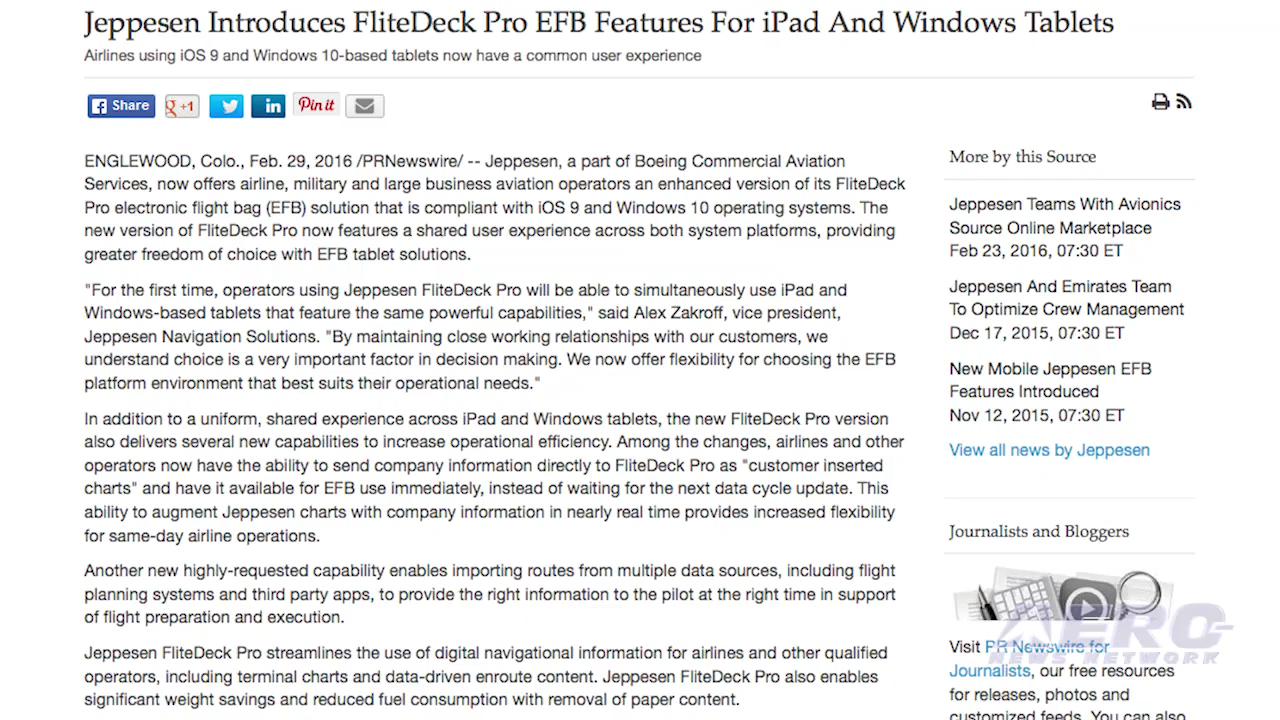 Jeppesen Introduces FliteDeck Pro EFB Features For iPad And Windows Tablets
Airlines using iOS 9 and Windows 10-based tablets now have a common user experience
Share
g +1
in
Pin it
ENGLEWOOD, Colo., Feb. 29, 2016 /PRNewswire/ -- Jeppesen, a part of Boeing Commercial Aviation
Services, now offers airline, military and large business aviation operators an enhanced version of its FliteDeck
Pro electronic flight bag (EFB) solution that is compliant with iOS 9 and Windows 10 operating systems. The
new version of FliteDeck Pro now features a shared user experience across both system platforms, providing
greater freedom of choice with EFB tablet solutions.
"For the first time, operators using Jeppesen FliteDeck Pro will be able to simultaneously use iPad and
Windows-based tablets that feature the same powerful capabilities," said Alex Zakroff, vice president,
Jeppesen Navigation Solutions. "By maintaining close working relationships with our customers, we
understand choice is a very important factor in decision making. We now offer flexibility for choosing the EFB
platform environment that best suits their operational needs."
In addition to a uniform, shared experience across iPad and Windows tablets, the new FliteDeck Pro version
also delivers several new capabilities to increase operational efficiency. Among the changes, airlines and other
operators now have the ability to send company information directly to FliteDeck Pro as "customer inserted
charts" and have it available for EFB use immediately, instead of waiting for the next data cycle update. This
ability to augment Jeppesen charts with company information in nearly real time provides increased flexibility
for same-day airline operations.
Another new highly-requested capability enables importing routes from multiple data sources, including flight
planning systems and third party apps, to provide the right information to the pilot at the right time in support
of flight preparation and execution.
Jeppesen FliteDeck Pro streamlines the use of digital navigational information for airlines and other qualified
operators, including terminal charts and data-driven enroute content. Jeppesen FliteDeck Pro also enables
significant weight savings and reduced fuel consumption with removal of paper content.
More by this Source
Jeppesen Teams With Avionics
Source Online Marketplace
Feb 23, 2016, 07:30 ET
Jeppesen And Emirates Team
To Optimize Crew Management
Dec 17, 2015, 07:30 ET
New Mobile Jeppesen EFB
Features Introduced
Nov 12, 2015, 07:30 ET
View all news by Jeppesen
Journalists and Bloggers
Visit PR Newswire for
Journalists, our free resources
for releases, photos and
customized feeds. You can also
AERO
NEWS NETWORK